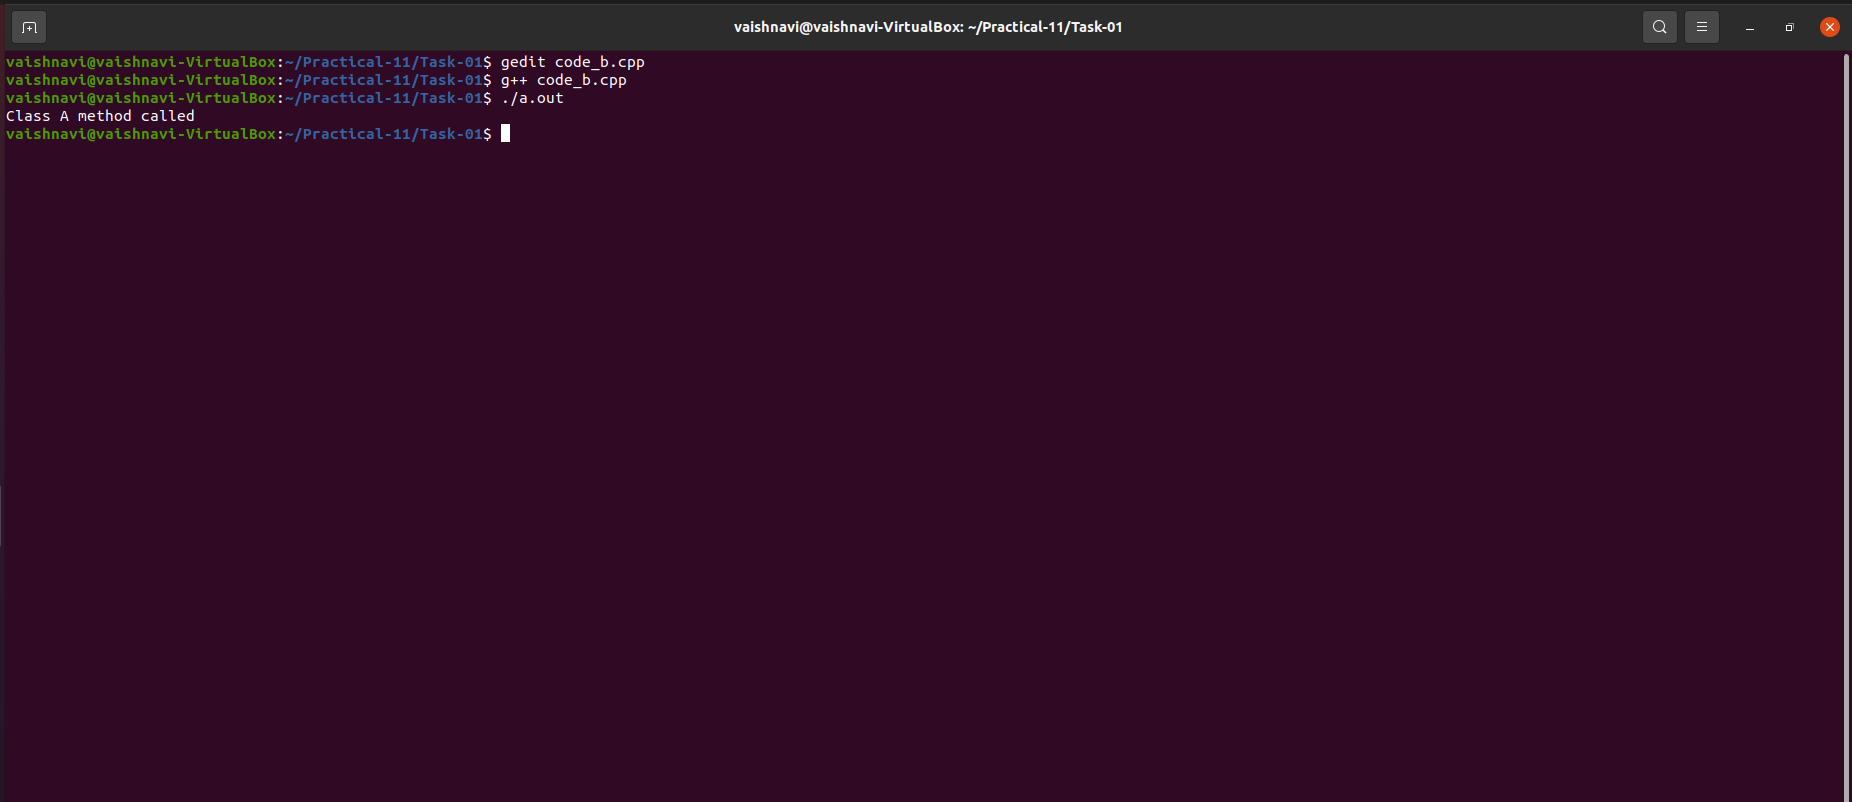 vaishnavi@vaishnavi-VirtualBox: ~/Practical-11/Task-01
vaishnavi@vaishnavi-VirtualBox:~/Practical-11/Task-01$ gedit code_b.cpp
vaishnavi@vaishnavi-VirtualBox:~/Practical-11/Task-01$ g++ code_b.cpp
vaishnavi@vaishnavi-VirtualBox:~/Practical-11/Task-01$ ./a.out
Class A method called
vaishnavi@vaishnavi-VirtualBox:~/Practical-11/Task-01$